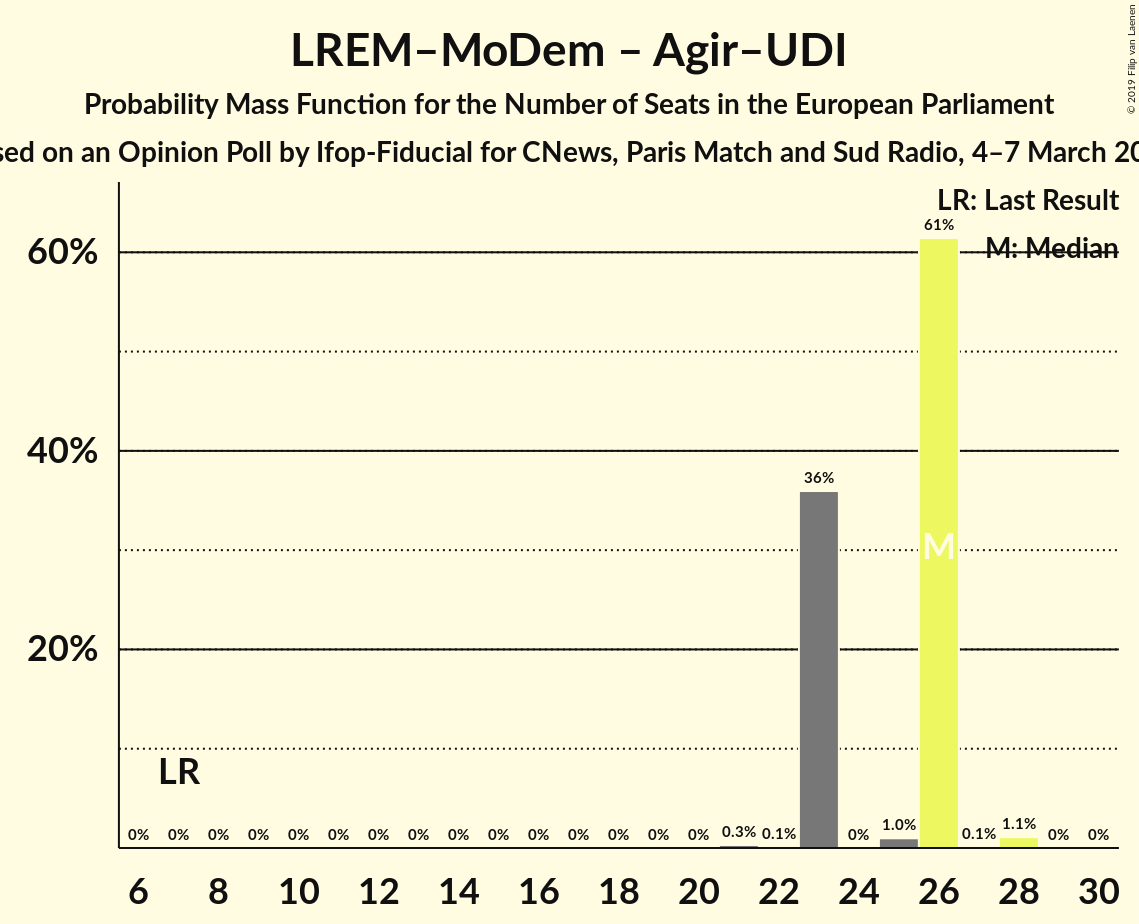 LREM–MoDem – Agir–UDI
Probability Mass Function for the Number of Seats in the European Parliament
on an Opinion Poll by Ifop-Fiducial for CNews, Paris Match and Sud Radio, 4–7 March
© 2019 Filip van Laenen
LR: Last Result
M: Median
61%
60%
40%
36%
M
20%
LR
0% 0% 0% 0% 0% 0% 0% 0% 0% 0% 0% 0% 0% 0% 0% 0.3% 0.1% 0% 1.0% 0.1% 1.1% 0% 0%
6 8 10 12 14 16 18 20 22 24 26 28 30